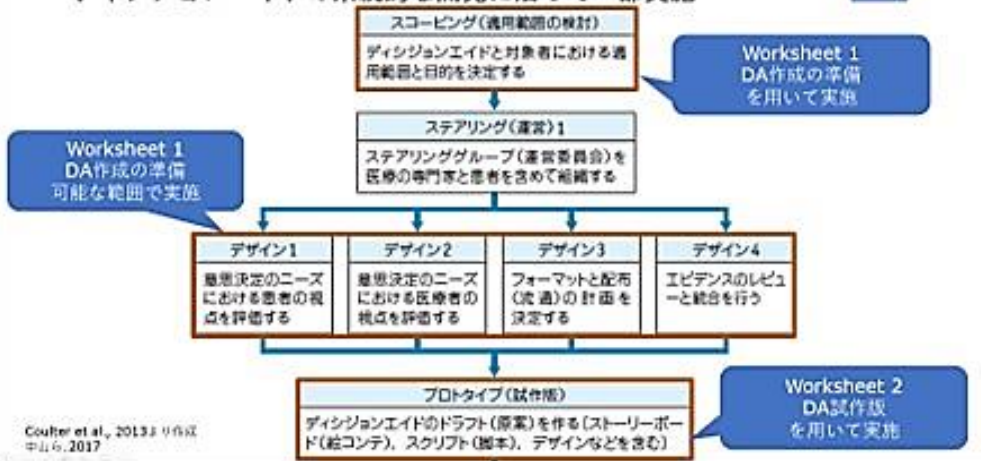 スコーピング(適用範囲の検討)
ディシジョンエイドと対象者における適
用範囲と目的を決定する
Worksheet 1
DA作成の準備
を用いて実施
ステアリング(運営)1
ステアリンググループ(運営委員会)を
医療の専門家と患者を含めて組織する
Worksheet 1
DA作成の準備
可能な範囲で実施
デザイン1
意思決定のニーズ
における患者の視
点を評価する
デザイン2
意思決定のニーズ
における医療者の
視点を評価する
デザイン3
フォーマットと配布
(流通)の計画を
決定する
デザイン4
エビデンスのレビュ
ーと統合を行う
プロトタイプ(試作版)
ディシジョンエイドのドラフト(原案)を作る(ストーリーボー
ド(絵コンテ), スクリプト(脚本), デザインなどを含む)
Worksheet 2
DA試作版
を用いて実施
Coulter et al., 2013より作成
中山ら, 2017